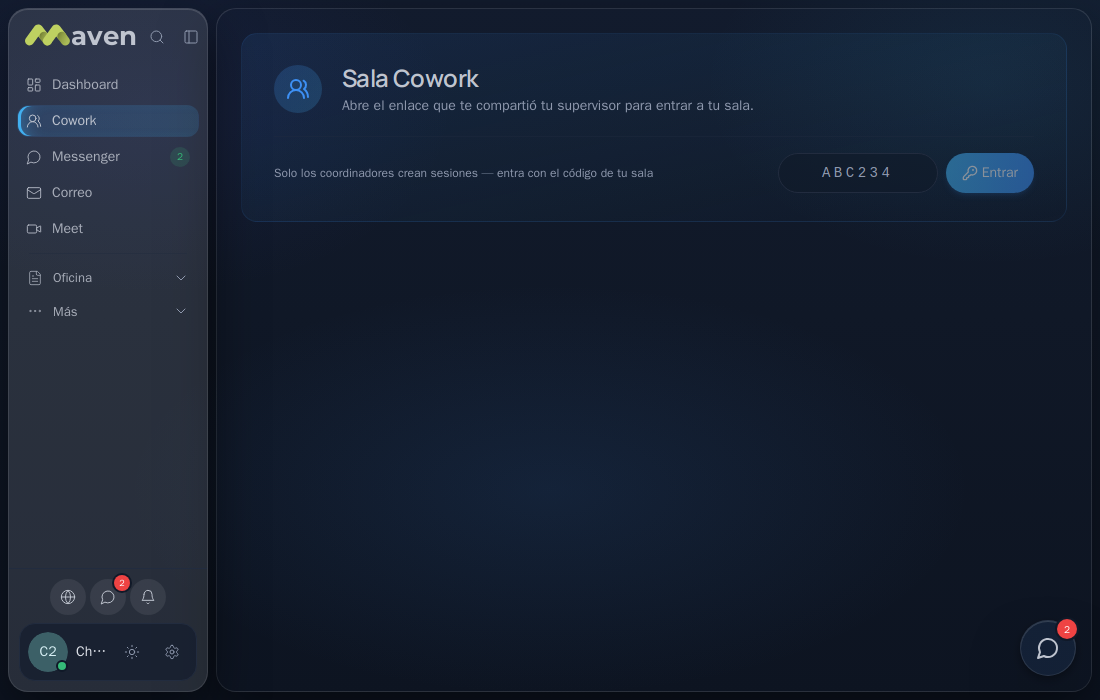 Maven
Dashboard
Cowork
Messenger 2
Correo
Meet
Oficina
Más
2
C2 Ch···
Sala Cowork
Abre el enlace que te compartió tu supervisor para entrar a tu sala.
Solo los coordinadores crean sesiones — entra con el código de tu sala
ABC234
Entrar
2